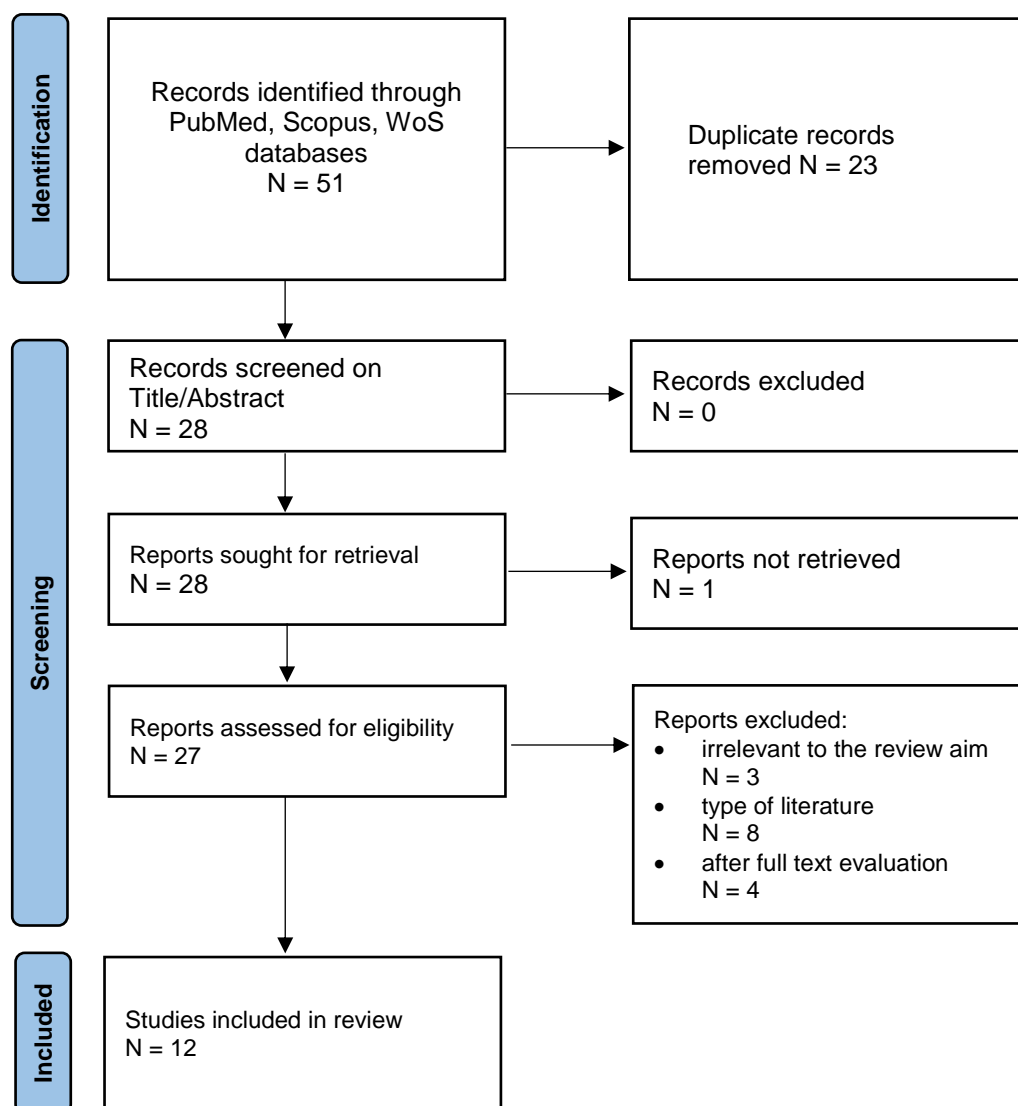 Identification
Records identified through
PubMed, Scopus, WoS
databases
N = 51
Duplicate records
removed N = 23
Screening
Records screened on
Title/Abstract
N = 28
Records excluded
N = 0
Reports sought for retrieval
N = 28
Reports not retrieved
N = 1
Reports assessed for eligibility
N = 27
Reports excluded:
• irrelevant to the review aim
N = 3
• type of literature
N = 8
• after full text evaluation
N = 4
Included
Studies included in review
N = 12